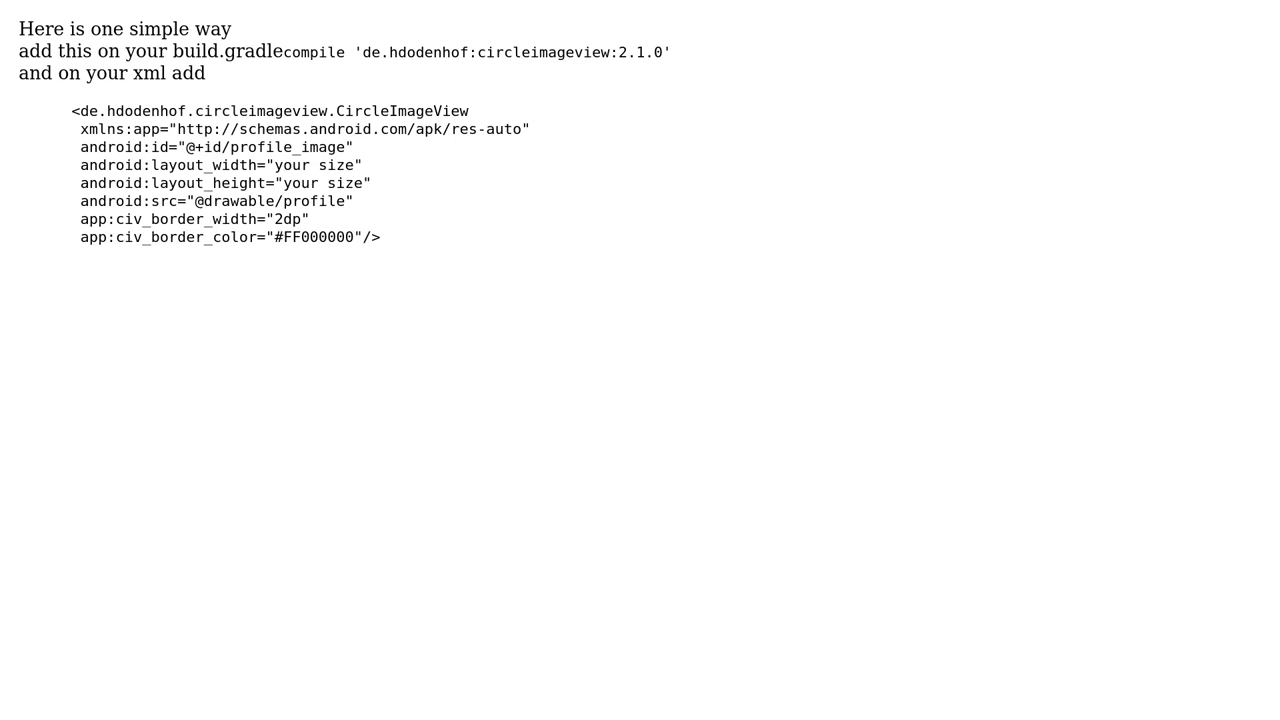 Here is one simple way
add this on your build.gradlecompile 'de.hdodenhof:circleimageview:2.1.0'
and on your xml add
<de.hdodenhof.circleimageview.CircleImageView
xmlns:app="http://schemas.android.com/apk/res-auto"
android:id="@+id/profile_image"
android:layout_width="your size"
android:layout_height="your size"
android:src="@drawable/profile"
app:civ_border_width="2dp"
app:civ_border_color="#FF000000"/>